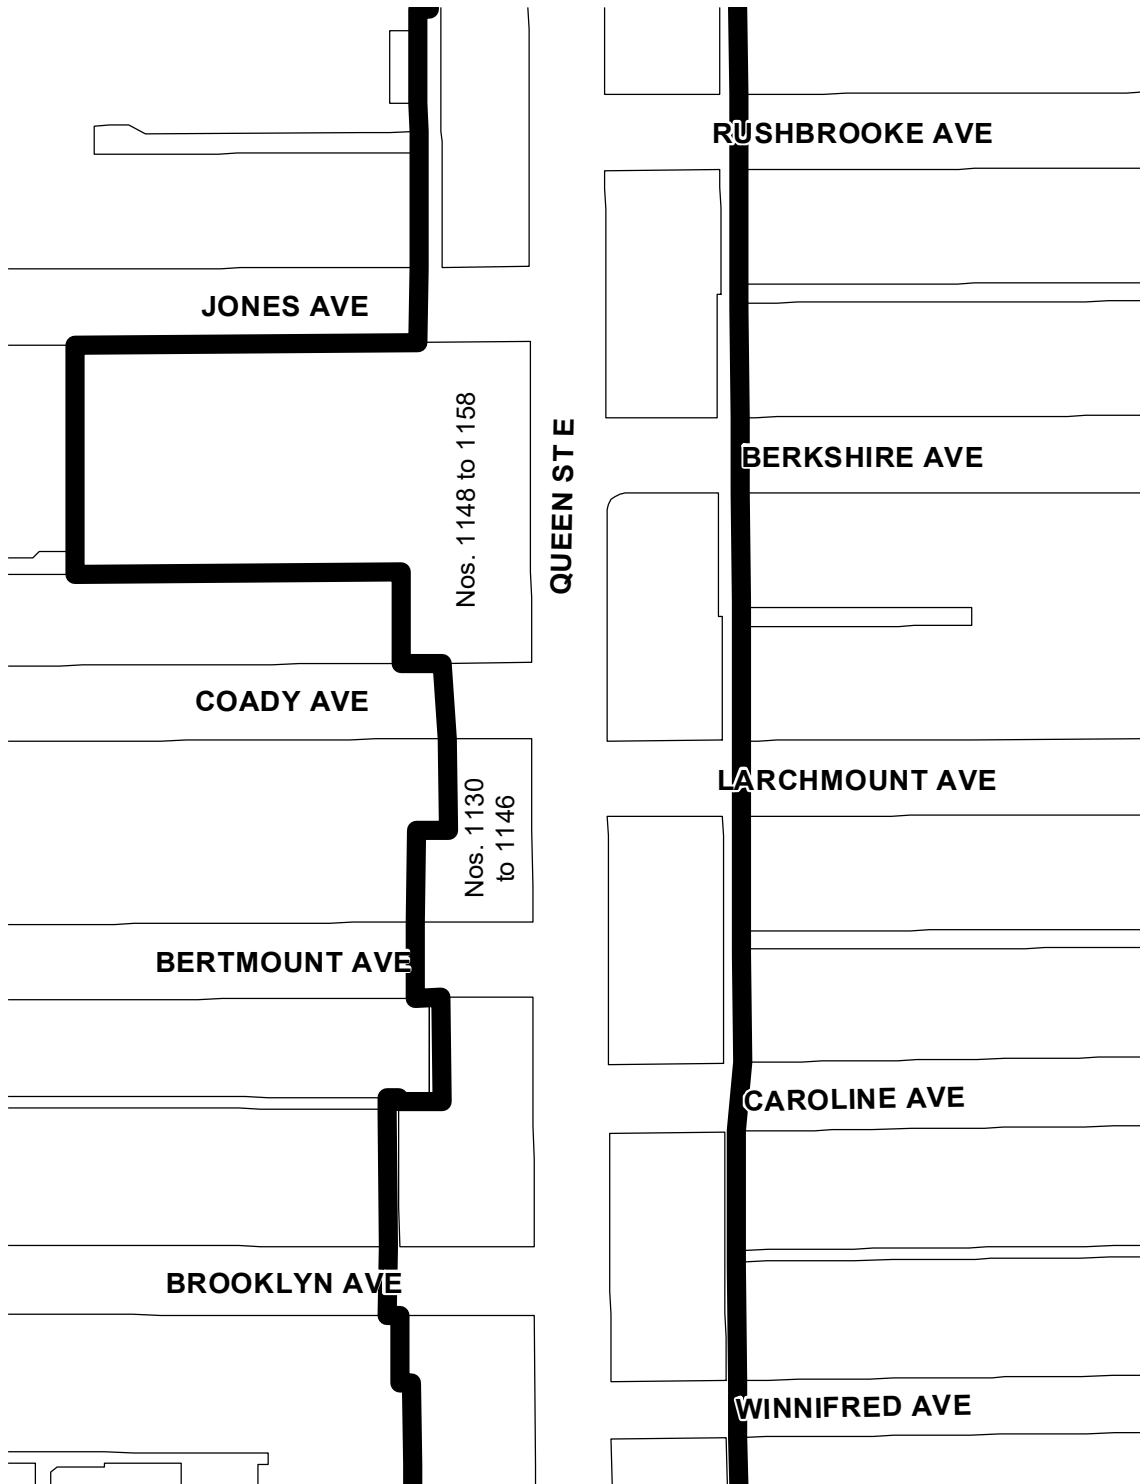 RUSHBROOKE AVE
JONES AVE
Nos. 1148 to 1158
QUEEN ST E
BERKSHIRE AVE
COADY AVE
LARCHMOUNT AVE
Nos. 1130
to 1146
BERTMOUNT AVE
CAROLINE AVE
BROOKLYN AVE
WINNIFRED AVE